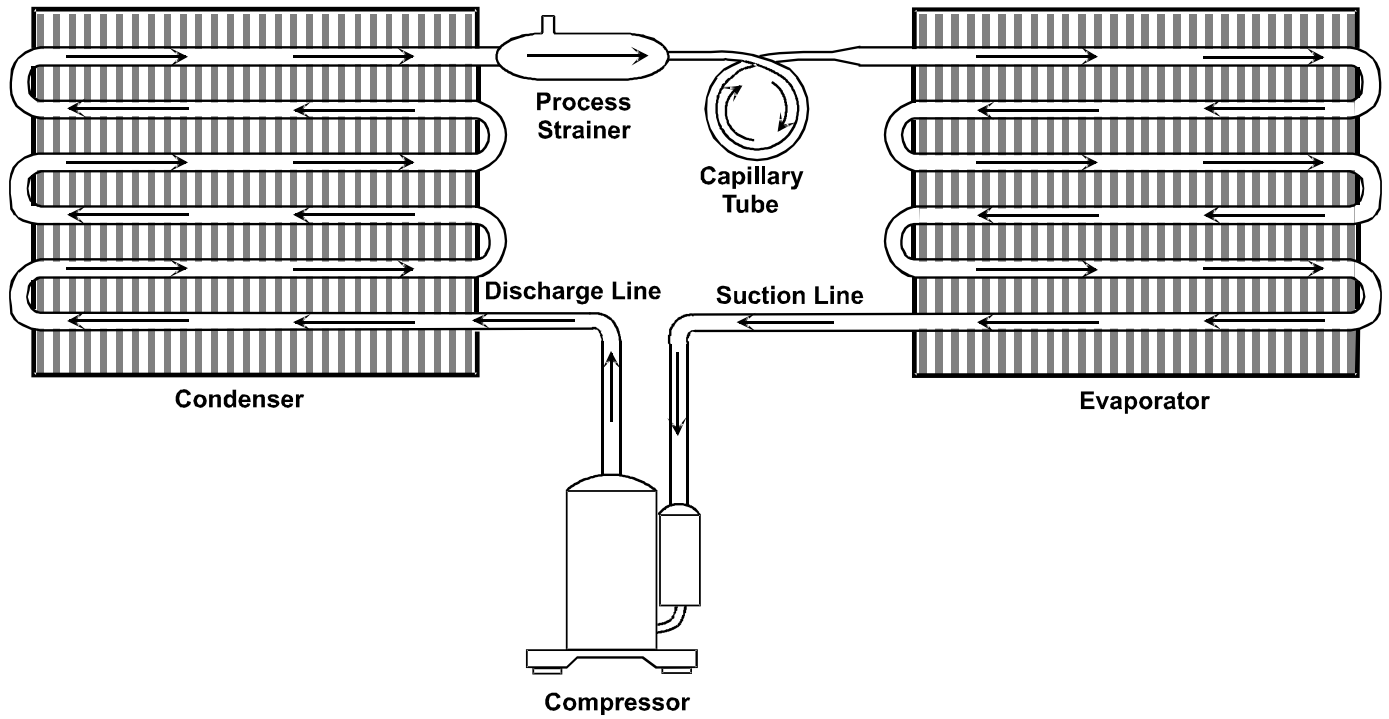 Process
Strainer
Capillary
Tube
Discharge Line
Suction Line
Condenser
Evaporator
Compressor